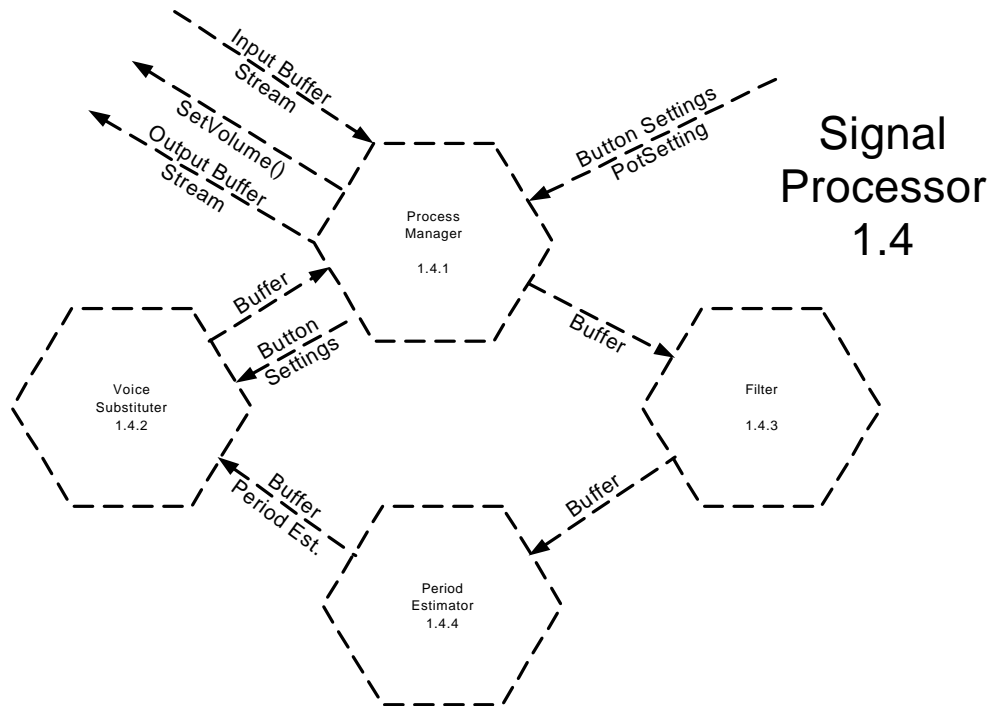 Input Buffer
Stream
SetVolume()
Output Buffer
Stream
Button Settings
PotSetting
Signal
Processor
1.4
Process
Manager
1.4.1
Buffer
Button
Settings
Buffer
Voice
Substituter
1.4.2
Filter
1.4.3
Buffer
Period Est.
Buffer
Period
Estimator
1.4.4